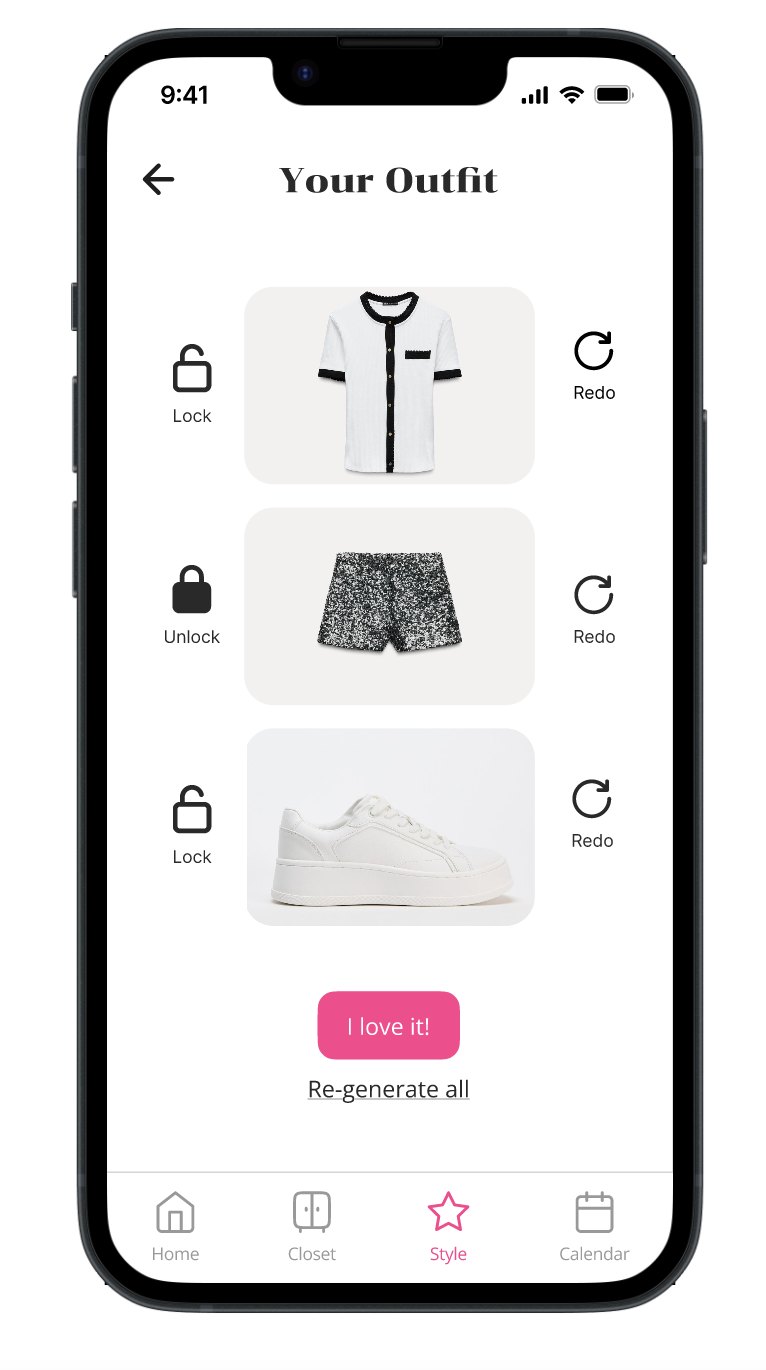 9:41
Your Outfit
Lock
Redo
Unlock
Redo
Lock
Redo
I love it!
Re-generate all
Home
Closet
Style
Calendar